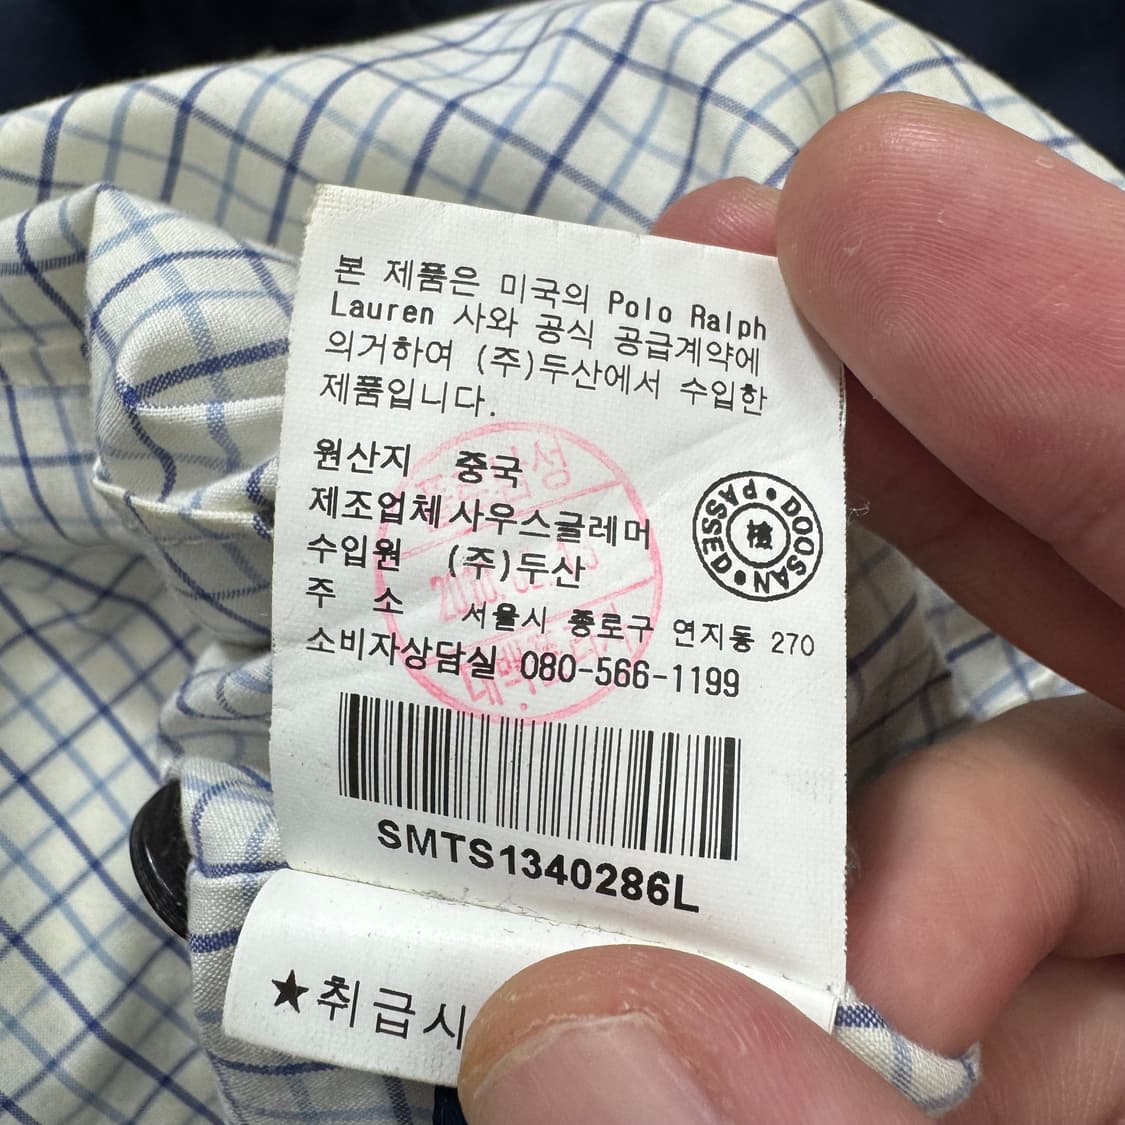 본 제품은 미국의 Polo Ralph
Lauren 사와 공식 공급계약에
의거하여 (주)두산에서 수입한
제품입니다.
원산지 중국
제조업체 사우스글레머
수입원 (주)두산
주 소 서울시 종로구 연지동 270
소비자상담실 080-566-1199
DOOSAN • PASSED •
檢
SMTS1340286L
★취급시